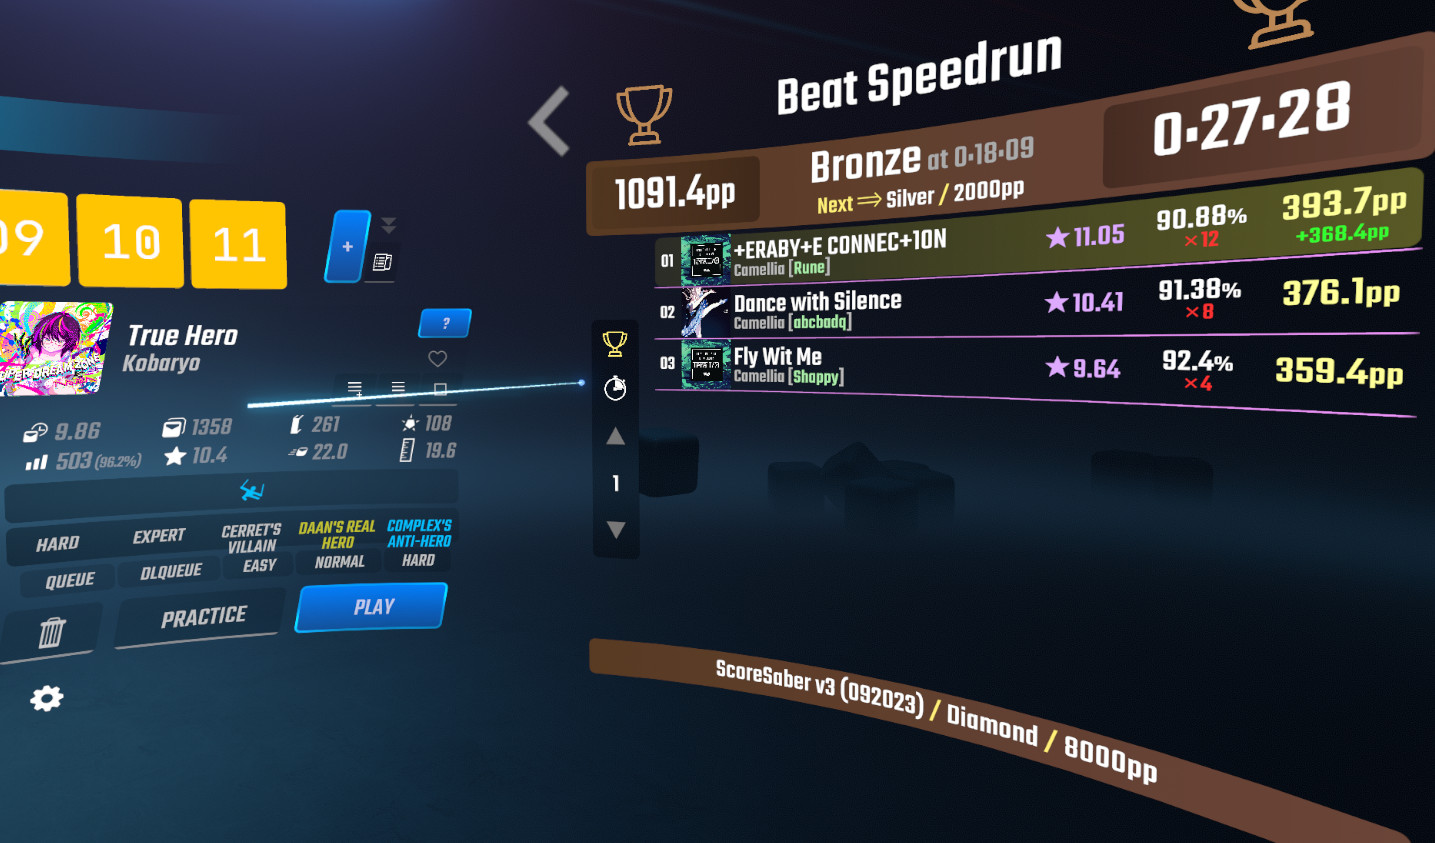 Beat Speedrun
1091.4pp
Bronze at 0·18·09
Next ⇒ Silver / 2000pp
0·27·28
01
+ERABY+E CONNEC+10N
Camellia [Rune]
★11.05
90.88%
×12
393.7pp
+368.4pp
02
Dance with Silence
Camellia [abcbadq]
★10.41
91.38%
×8
376.1pp
03
Fly Wit Me
Camellia [Shappy]
★9.64
92.4%
×4
359.4pp
1
ScoreSaber v3 (092023) / Diamond / 8000pp
09
10
11
+
True Hero
Kobaryo
?
9.86
1358
261
108
503 (96.2%)
10.4
22.0
19.6
HARD
EXPERT
CERRET'S
VILLAIN
DAAN'S REAL
HERO
COMPLEX'S
ANTI-HERO
QUEUE
DLQUEUE
EASY
NORMAL
HARD
PRACTICE
PLAY